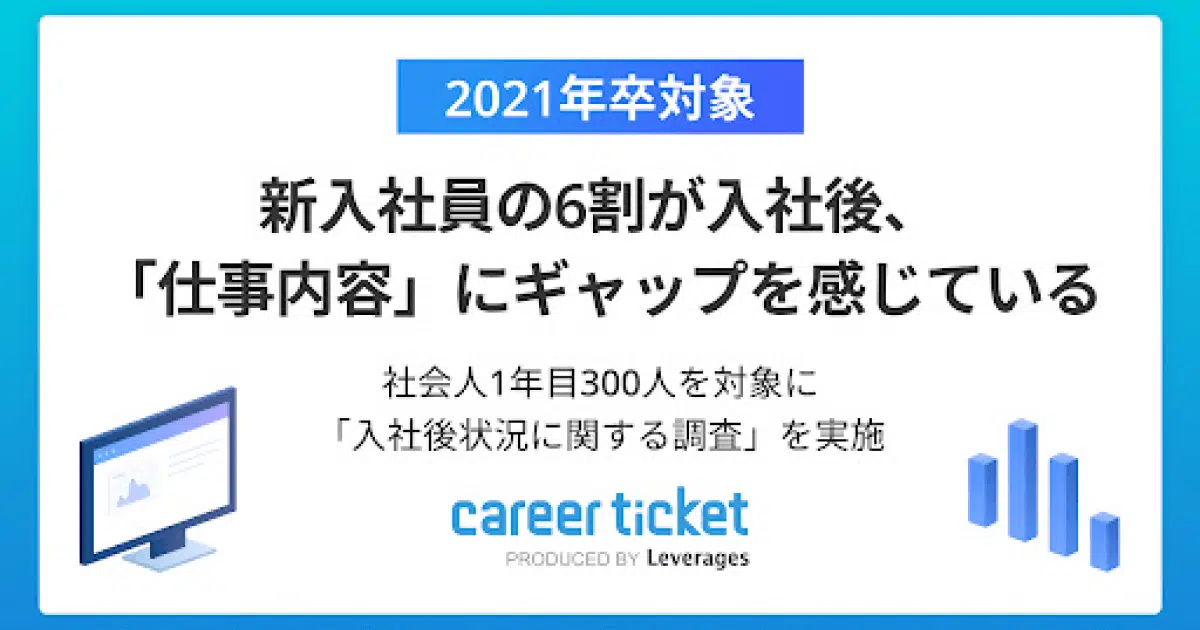 2021年卒対象
新入社員の6割が入社後、
「仕事内容」にギャップを感じている
社会人1年目300人を対象に
「入社後状況に関する調査」を実施
career ticket
PRODUCED BY Leverages